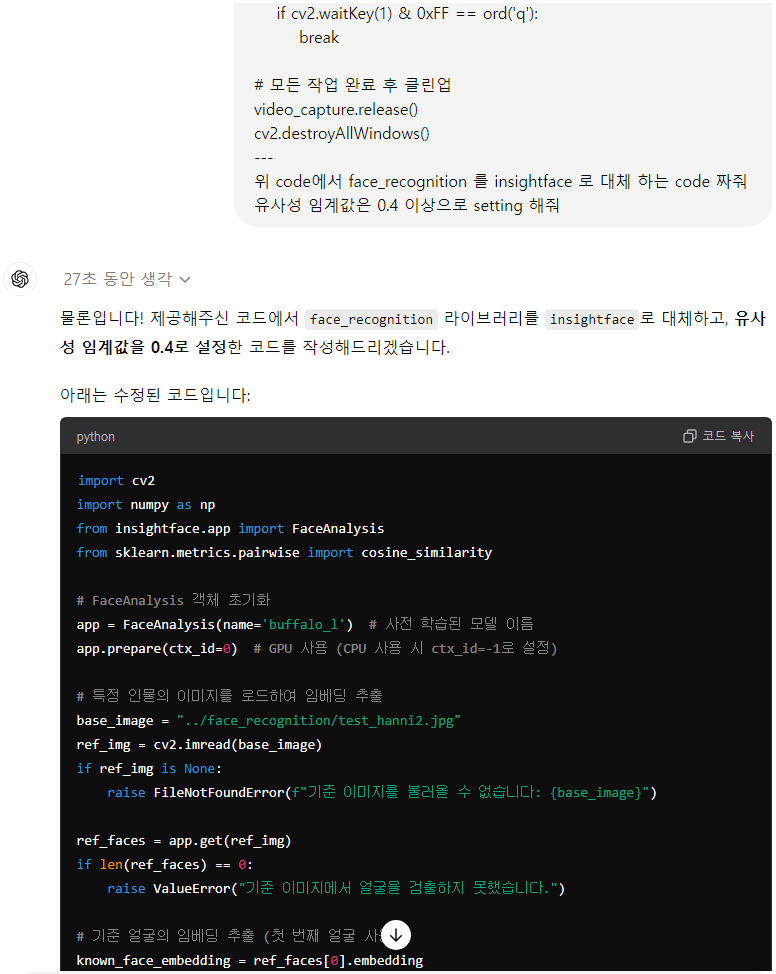 if cv2.waitKey(1) & 0xFF == ord('q'):
break
# 모든 작업 완료 후 클린업
video_capture.release()
cv2.destroyAllWindows()
---
위 code에서 face_recognition 를 insightface 로 대체 하는 code 짜줘
유사성 임계값은 0.4 이상으로 setting 해줘
27초 동안 생각
물론입니다! 제공해주신 코드에서 face_recognition 라이브러리를 insightface 로 대체하고, 유사
성 임계값을 0.4로 설정한 코드를 작성해드리겠습니다.
아래는 수정된 코드입니다:
python 코드 복사
import cv2
import numpy as np
from insightface.app import FaceAnalysis
from sklearn.metrics.pairwise import cosine_similarity
# FaceAnalysis 객체 초기화
app = FaceAnalysis(name='buffalo_l') # 사전 학습된 모델 이름
app.prepare(ctx_id=0) # GPU 사용 (CPU 사용 시 ctx_id=-1로 설정)
# 특정 인물의 이미지를 로드하여 임베딩 추출
base_image = "../face_recognition/test_hanni2.jpg"
ref_img = cv2.imread(base_image)
if ref_img is None:
raise FileNotFoundError(f"기준 이미지를 불러올 수 없습니다: {base_image}")
ref_faces = app.get(ref_img)
if len(ref_faces) == 0:
raise ValueError("기준 이미지에서 얼굴을 검출하지 못했습니다.")
# 기준 얼굴의 임베딩 추출 (첫 번째 얼굴
known_face_embedding = ref_faces[0].embedding